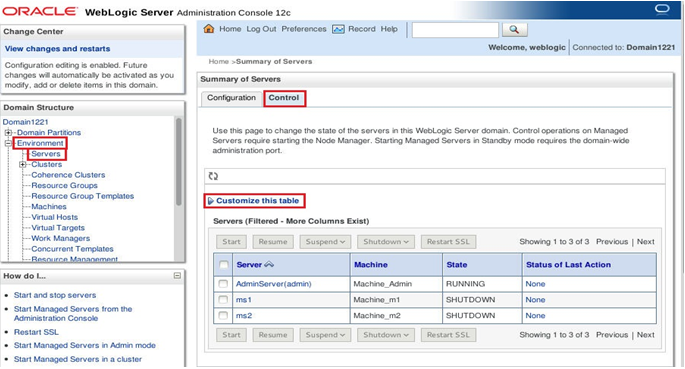 ORACLE WebLogic Server Administration Console 12c
Change Center
View changes and restarts
Configuration editing is enabled. Future
changes will automatically be activated as you
modify, add or delete items in this domain.
Domain Structure
Domain1221
Domain Partitions
Environment
Servers
Clusters
Coherence Clusters
Resource Groups
Resource Group Templates
Machines
Virtual Hosts
Virtual Targets
Work Managers
Concurrent Templates
Resource Management
How do I...
Start and stop servers
Start Managed Servers from the
Administration Console
Restart SSL
Start Managed Servers in Admin mode
Start Managed Servers in a cluster
Home Log Out Preferences Record Help
Welcome, weblogic Connected to: Domain1221
Home >Summary of Servers
Summary of Servers
Configuration Control
Use this page to change the state of the servers in this WebLogic Server domain. Control operations on Managed
Servers require starting the Node Manager. Starting Managed Servers in Standby mode requires the domain-wide
administration port.
Customize this table
Servers (Filtered - More Columns Exist)
Start Resume Suspend Shutdown Restart SSL Showing 1 to 3 of 3 Previous | Next
Server Machine State Status of Last Action
AdminServer(admin) Machine_Admin RUNNING None
ms1 Machine_m1 SHUTDOWN None
ms2 Machine_m2 SHUTDOWN None
Start Resume Suspend Shutdown Restart SSL Showing 1 to 3 of 3 Previous | Next